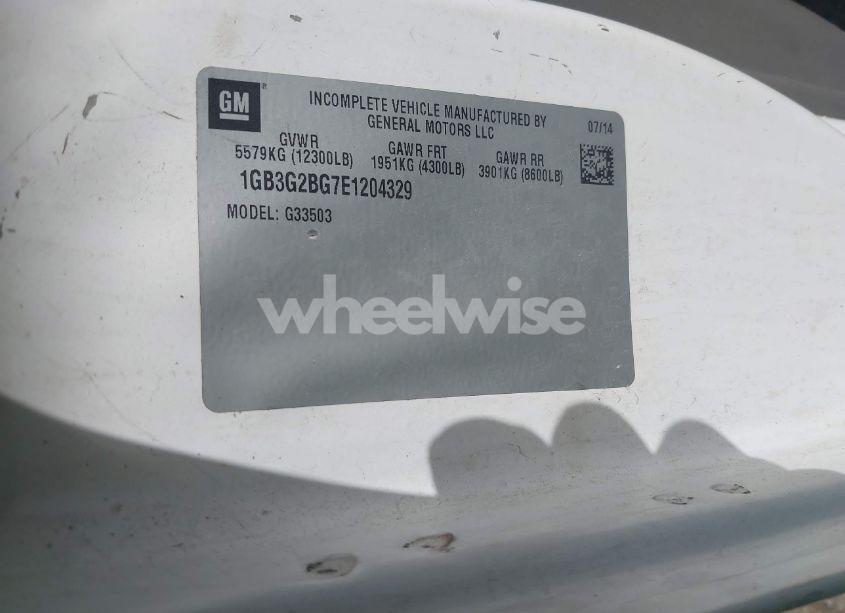 GM
INCOMPLETE VEHICLE MANUFACTURED BY
GENERAL MOTORS LLC
07/14
GVWR
5579KG (12300LB)
GAWR FRT
1951KG (4300LB)
GAWR RR
3901KG (8600LB)
1GB3G2BG7E1204329
MODEL: G33503
wheelwise